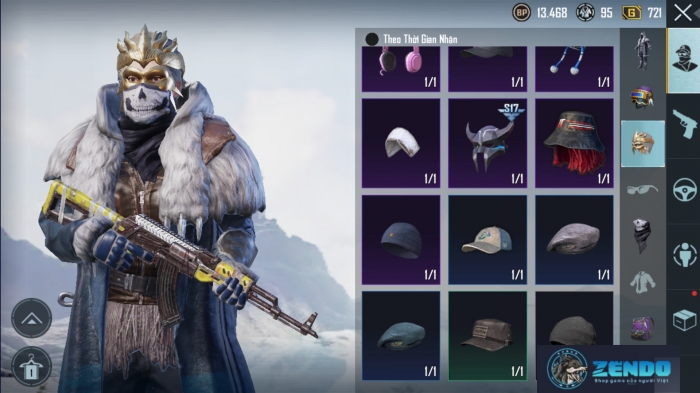 BP 13.468 95 G 721
Theo Thời Gian Nhận
1/1 1/1 1/1
S17
1/1 1/1 1/1
1/1 1/1 1/1
1/1 1/1
ZENDO
Shop game của người Việt